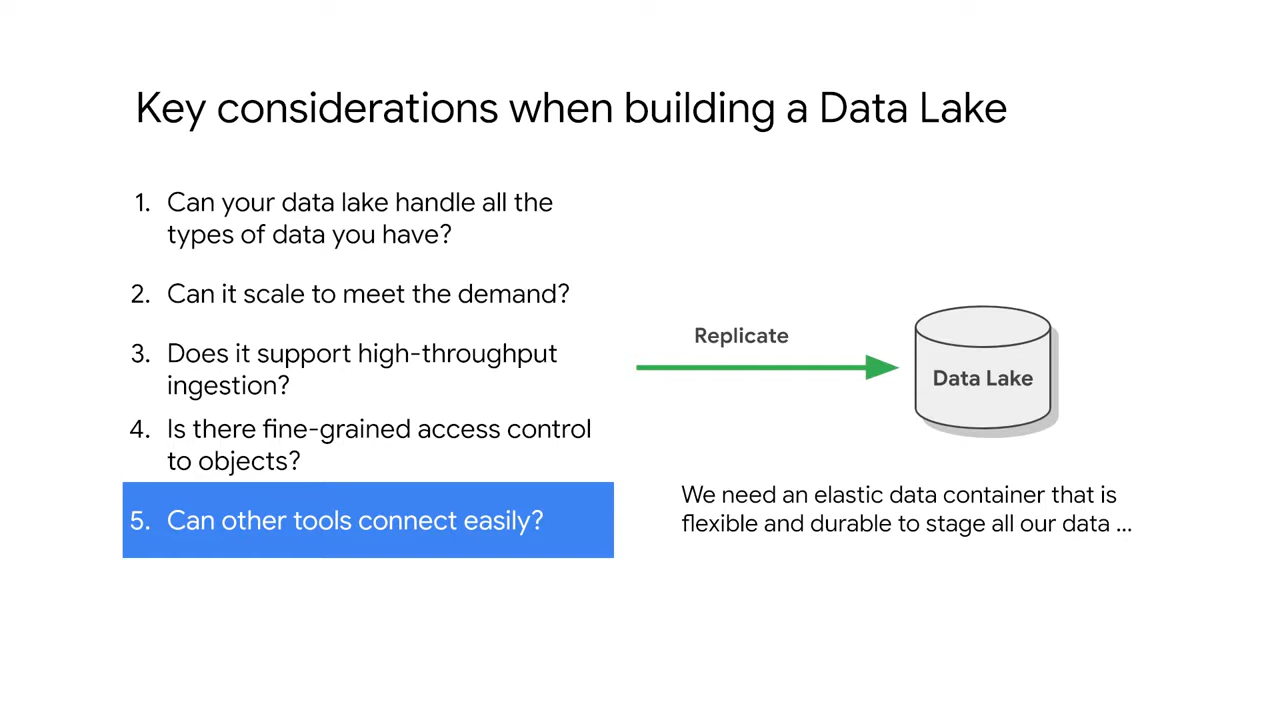 Key considerations when building a Data Lake
1. Can your data lake handle all the
types of data you have?
2. Can it scale to meet the demand?
3. Does it support high-throughput
ingestion?
4. Is there fine-grained access control
to objects?
5. Can other tools connect easily?
Replicate
Data Lake
We need an elastic data container that is
flexible and durable to stage all our data ...